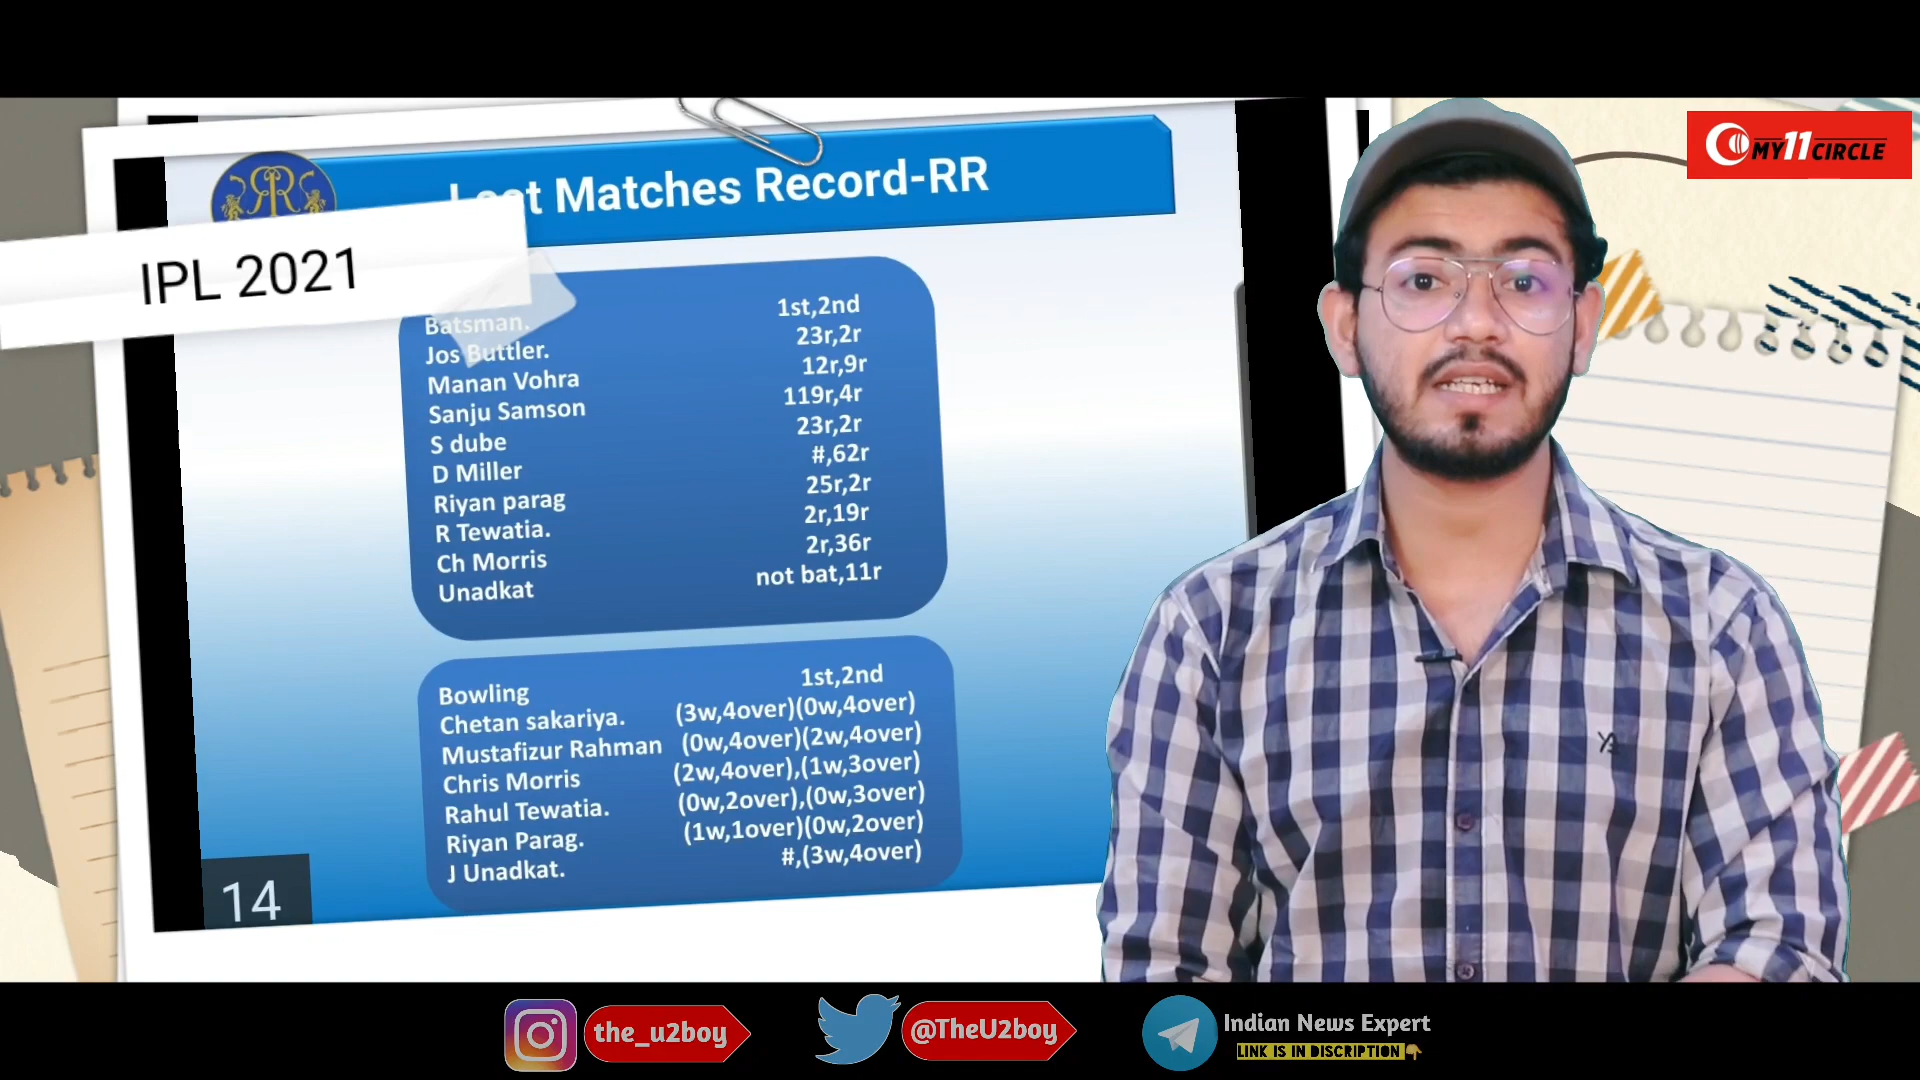 MY11CIRCLE
t Matches Record-RR
IPL 2021
Batsman. 1st,2nd
Jos Buttler. 23r,2r
Manan Vohra 12r,9r
Sanju Samson 119r,4r
S dube 23r,2r
D Miller #,62r
Riyan parag 25r,2r
R Tewatia. 2r,19r
Ch Morris 2r,36r
Unadkat not bat,11r
Bowling 1st,2nd
Chetan sakariya. (3w,4over)(0w,4over)
Mustafizur Rahman (0w,4over)(2w,4over)
Chris Morris (2w,4over),(1w,3over)
Rahul Tewatia. (0w,2over),(0w,3over)
Riyan Parag. (1w,1over)(0w,2over)
J Unadkat. #,(3w,4over)
14
the_u2boy
@TheU2boy
Indian News Expert
LINK IS IN DISCRIPTION